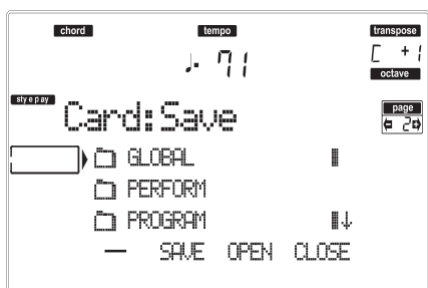 chord tempo transpose
♩. 71 C +1
octave
style play page
Card:Save 2
GLOBAL
PERFORM
PROGRAM
SAVE OPEN CLOSE